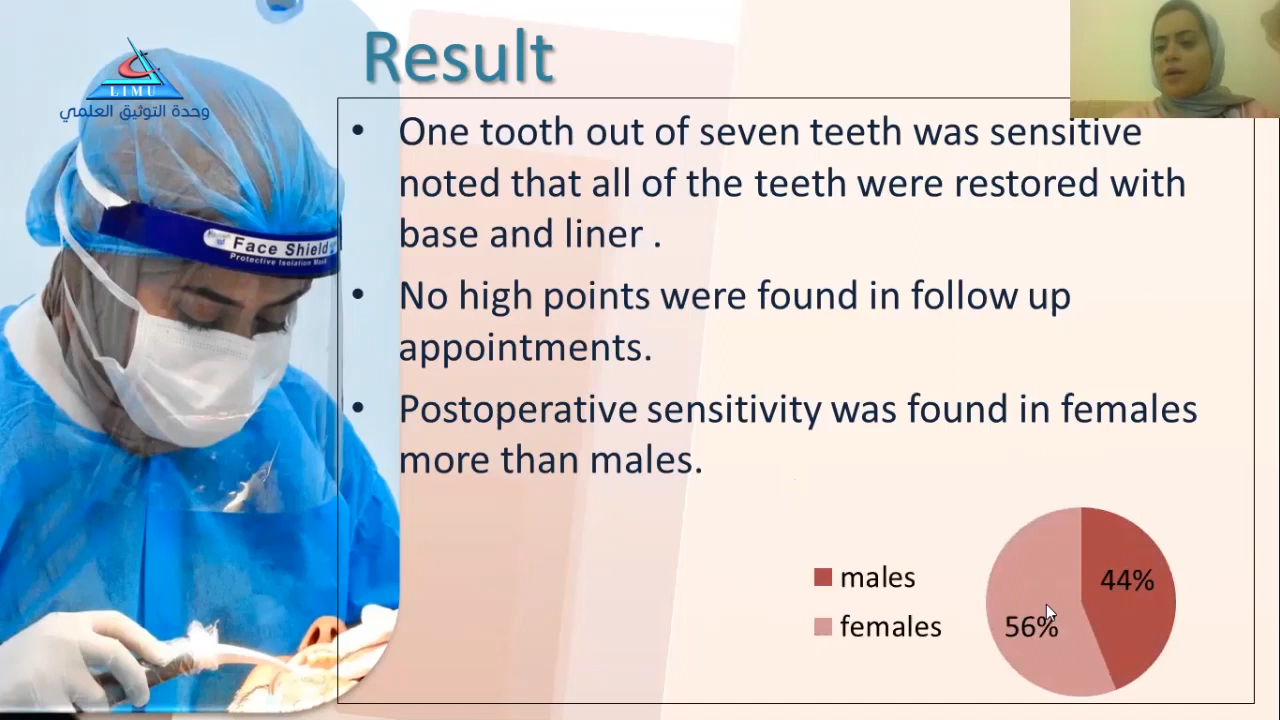 Result
LIMU
وحدة التوثيق العلمي
Face Shield
Protective Isolation Mask
• One tooth out of seven teeth was sensitive
noted that all of the teeth were restored with
base and liner .
• No high points were found in follow up
appointments.
• Postoperative sensitivity was found in females
more than males.
males
females
44%
56%